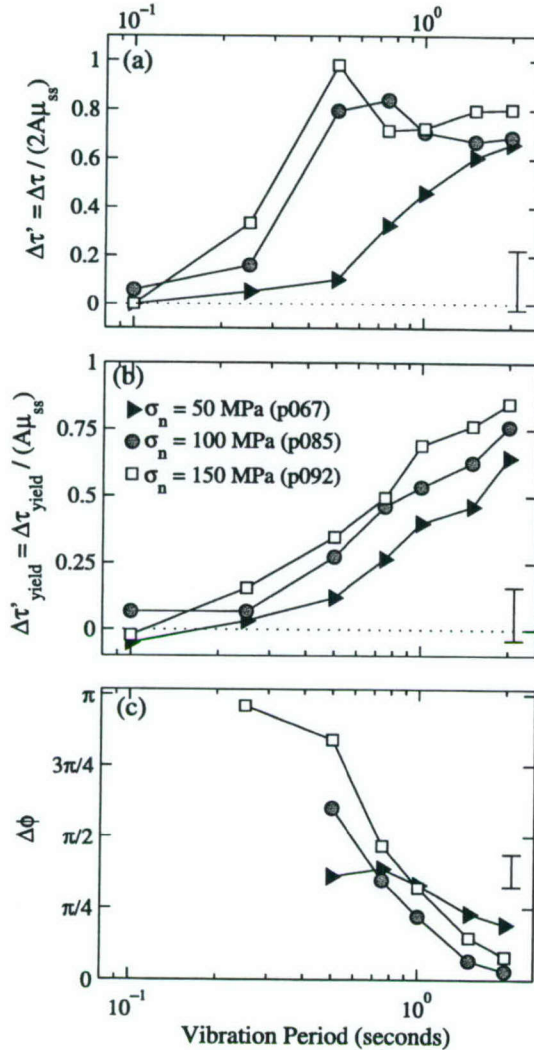 10⁻¹ 10⁰
(a)
1
0.8
0.6
0.4
0.2
0
Δτ' = Δτ / (2Aμss)
(b)
1
0.75
0.5
0.25
0
Δτ'yield = Δτyield / (Aμss)
σn = 50 MPa (p067)
σn = 100 MPa (p085)
σn = 150 MPa (p092)
(c)
π
3π/4
π/2
π/4
0
Δϕ
10⁻¹ 10⁰
Vibration Period (seconds)